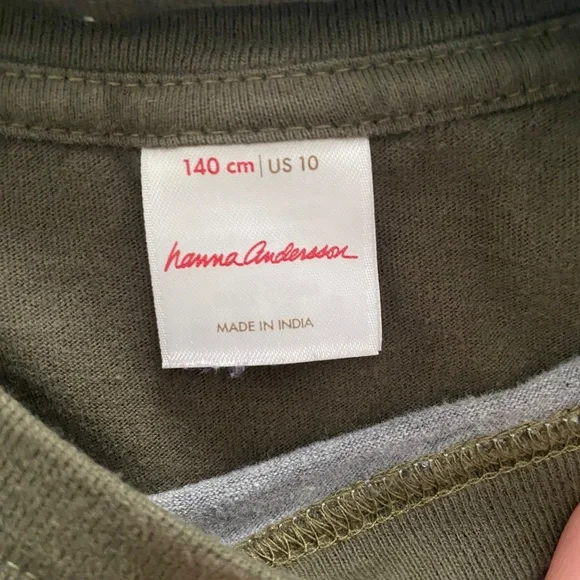 140 cm | US 10
hanna Andersson
MADE IN INDIA